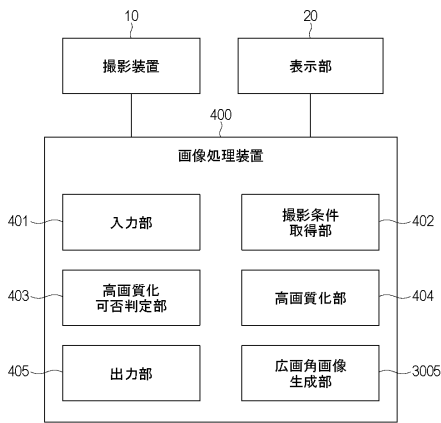 10
撮影装置
20
表示部
400
画像処理装置
401
入力部
撮影条件
取得部
402
403
高画質化
可否判定部
高画質化部
404
405
出力部
広画角画像
生成部
3005